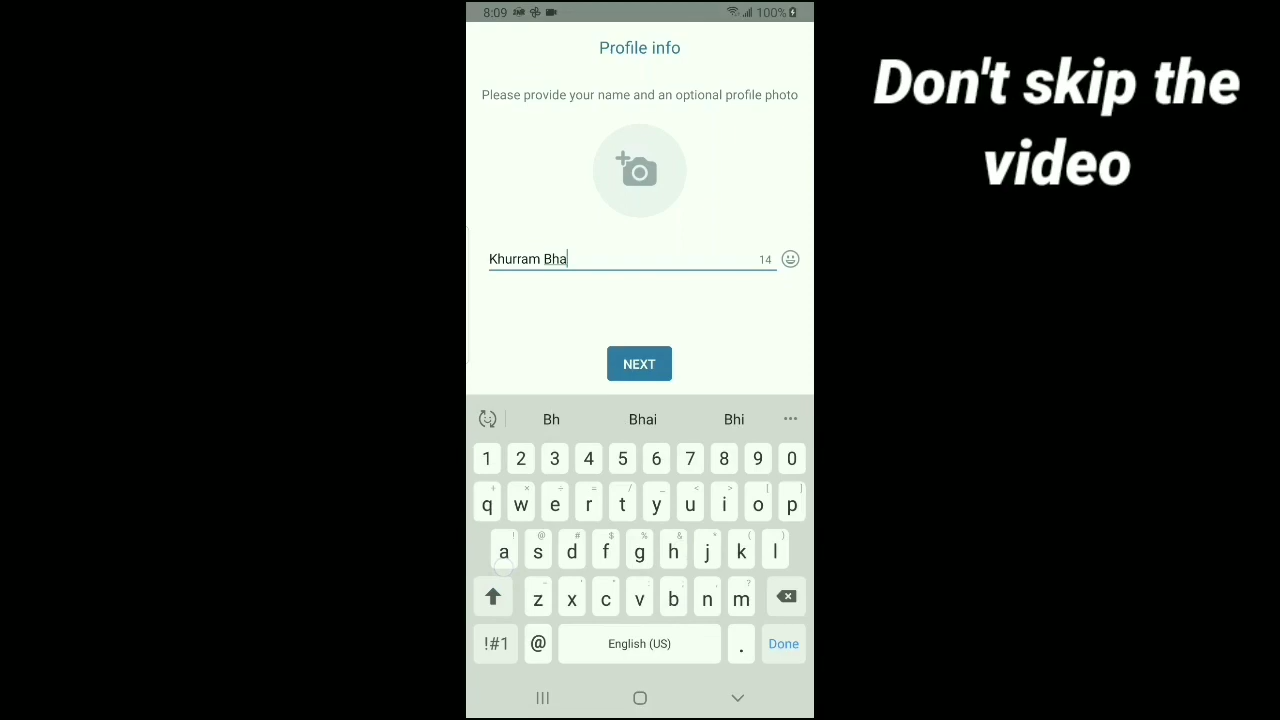 8:09 100%
Profile info
Please provide your name and an optional profile photo
Don't skip the
video
Khurram Bha 14
NEXT
Bh Bhai Bhi ...
1 2 3 4 5 6 7 8 9 0
q w e r t y u i o p
a s d f g h j k l
z x c v b n m
!#1 @ English (US) . Done